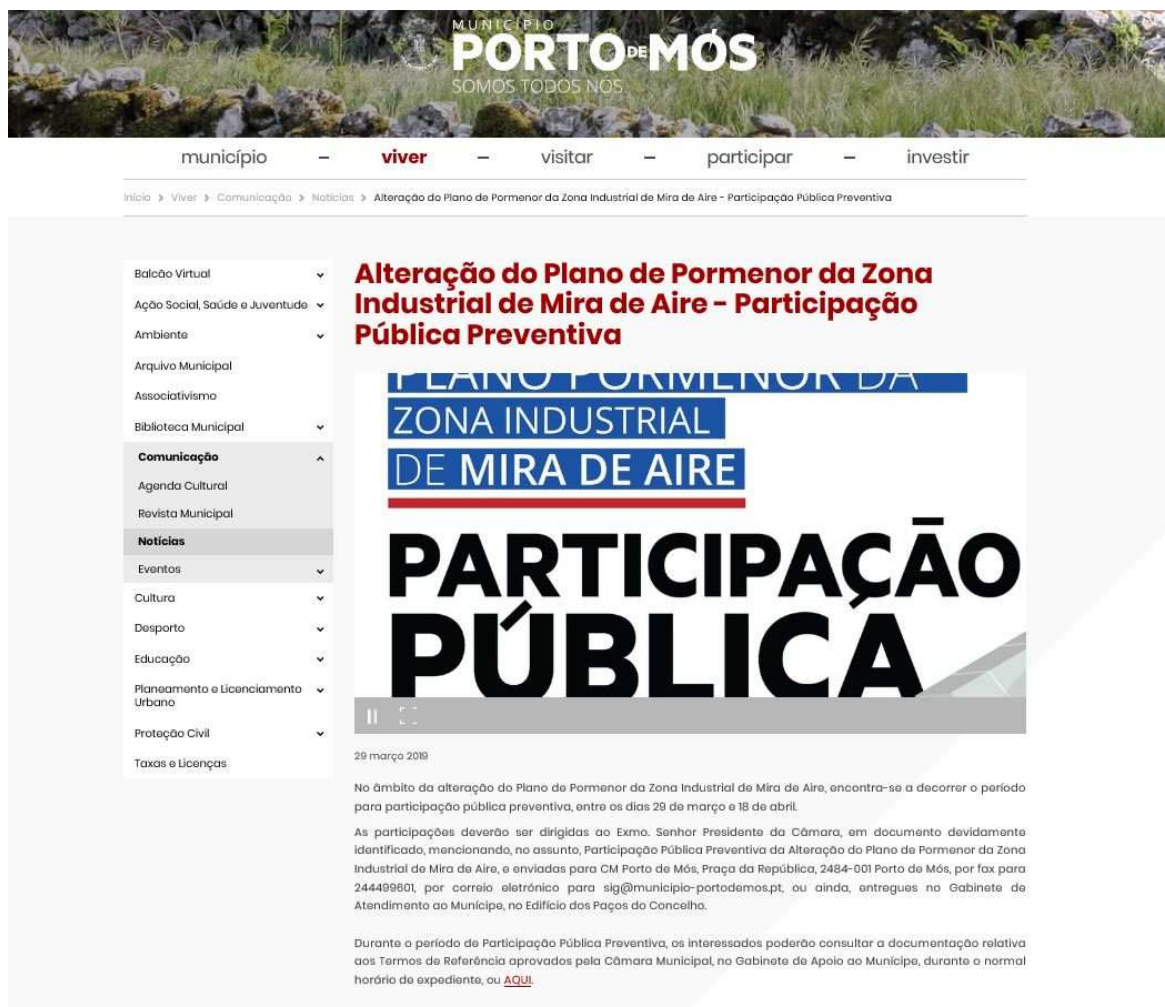 MUNICÍPIO
PORTO DE MÓS
SOMOS TODOS NÓS
município – viver – visitar – participar – investir
Início > Viver > Comunicação > Notícias > Alteração do Plano de Pormenor da Zona Industrial de Mira de Aire - Participação Pública Preventiva
Balcão Virtual
Ação Social, Saúde e Juventude
Ambiente
Arquivo Municipal
Associativismo
Biblioteca Municipal
Comunicação
Agenda Cultural
Revista Municipal
Notícias
Eventos
Cultura
Desporto
Educação
Planeamento e Licenciamento
Urbano
Proteção Civil
Taxas e Licenças
Alteração do Plano de Pormenor da Zona
Industrial de Mira de Aire - Participação
Pública Preventiva
PLANO PORMENOR DA
ZONA INDUSTRIAL
DE MIRA DE AIRE
PARTICIPAÇÃO
PÚBLICA
29 março 2019
No âmbito da alteração do Plano de Pormenor da Zona Industrial de Mira de Aire, encontra-se a decorrer o período
para participação pública preventiva, entre os dias 29 de março e 18 de abril.
As participações deverão ser dirigidas ao Exmo. Senhor Presidente da Câmara, em documento devidamente
identificado, mencionando, no assunto, Participação Pública Preventiva da Alteração do Plano de Pormenor da Zona
Industrial de Mira de Aire, e enviadas para CM Porto de Mós, Praça da República, 2484-001 Porto de Mós, por fax para
244499601, por correio eletrónico para sig@municipio-portodemos.pt, ou ainda, entregues no Gabinete de
Atendimento ao Munícipe, no Edifício dos Paços do Concelho.
Durante o período de Participação Pública Preventiva, os interessados poderão consultar a documentação relativa
aos Termos de Referência aprovados pela Câmara Municipal, no Gabinete de Apoio ao Munícipe, durante o normal
horário de expediente, ou AQUI.